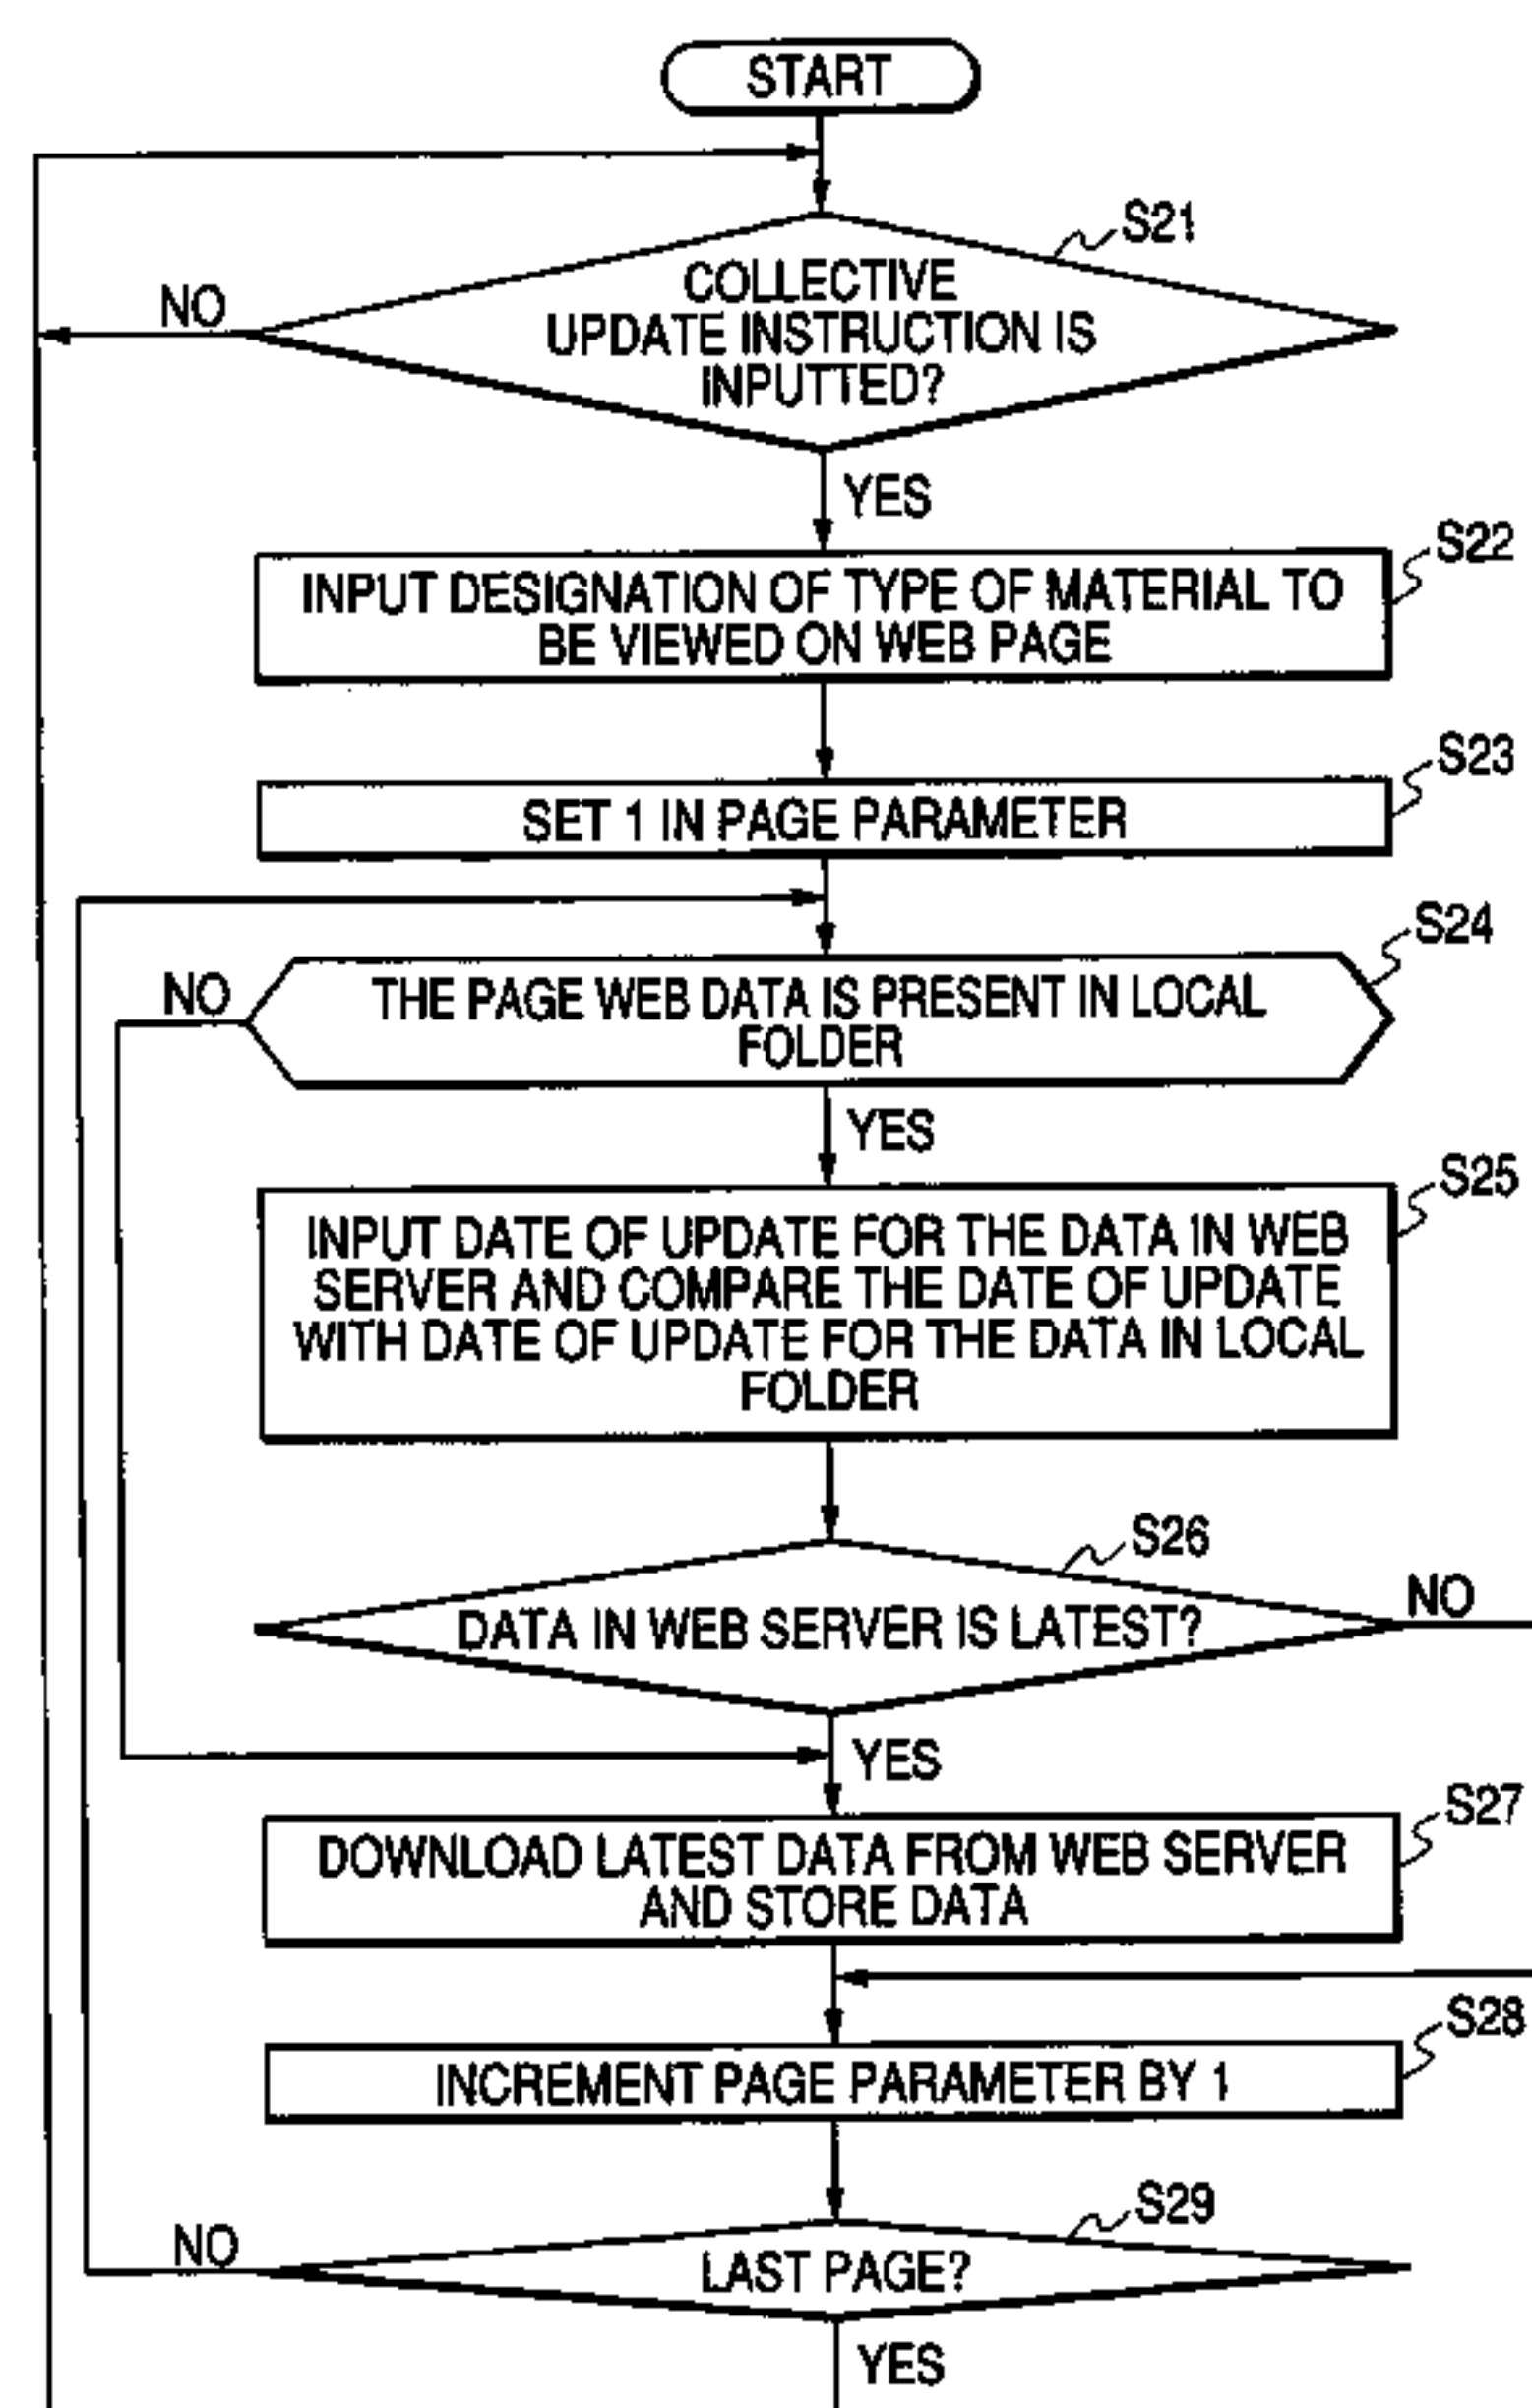 START
S21
NO
COLLECTIVE
UPDATE INSTRUCTION IS
INPUTTED?
YES
S22
INPUT DESIGNATION OF TYPE OF MATERIAL TO
BE VIEWED ON WEB PAGE
S23
SET 1 IN PAGE PARAMETER
S24
NO
THE PAGE WEB DATA IS PRESENT IN LOCAL
FOLDER
YES
S25
INPUT DATE OF UPDATE FOR THE DATA IN WEB
SERVER AND COMPARE THE DATE OF UPDATE
WITH DATE OF UPDATE FOR THE DATA IN LOCAL
FOLDER
S26
NO
DATA IN WEB SERVER IS LATEST?
YES
S27
DOWNLOAD LATEST DATA FROM WEB SERVER
AND STORE DATA
S28
INCREMENT PAGE PARAMETER BY 1
S29
NO
LAST PAGE?
YES